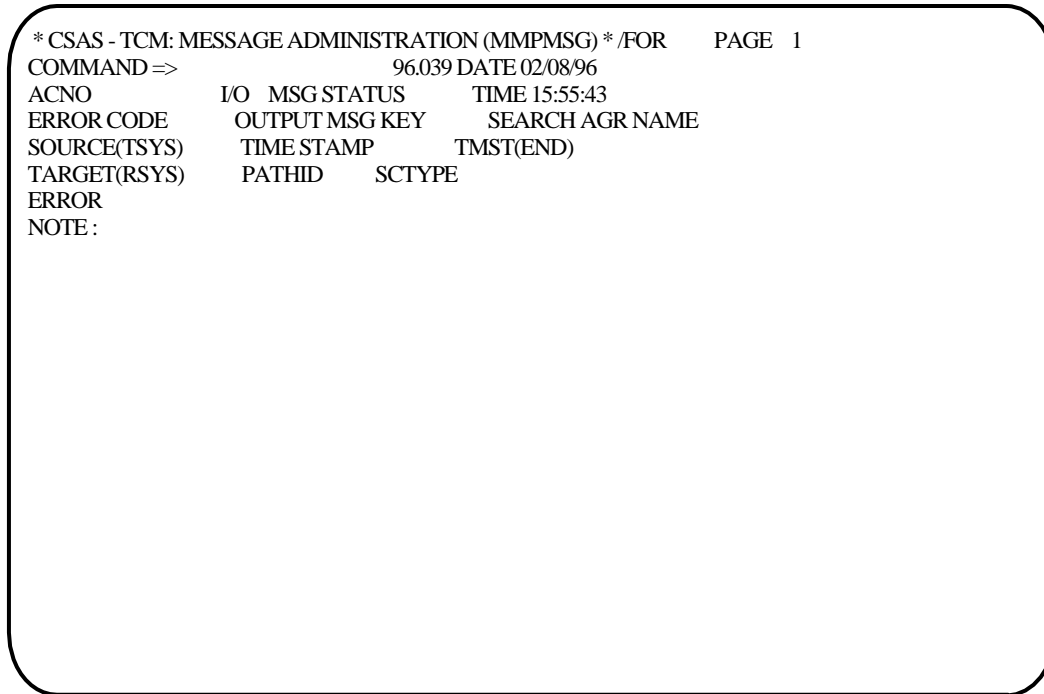 * CSAS - TCM: MESSAGE ADMINISTRATION (MMPMSG) * /FOR PAGE 1
COMMAND => 96.039 DATE 02/08/96
ACNO I/O MSG STATUS TIME 15:55:43
ERROR CODE OUTPUT MSG KEY SEARCH AGR NAME
SOURCE(TSYS) TIME STAMP TMST(END)
TARGET(RSYS) PATHID SCTYPE
ERROR
NOTE :